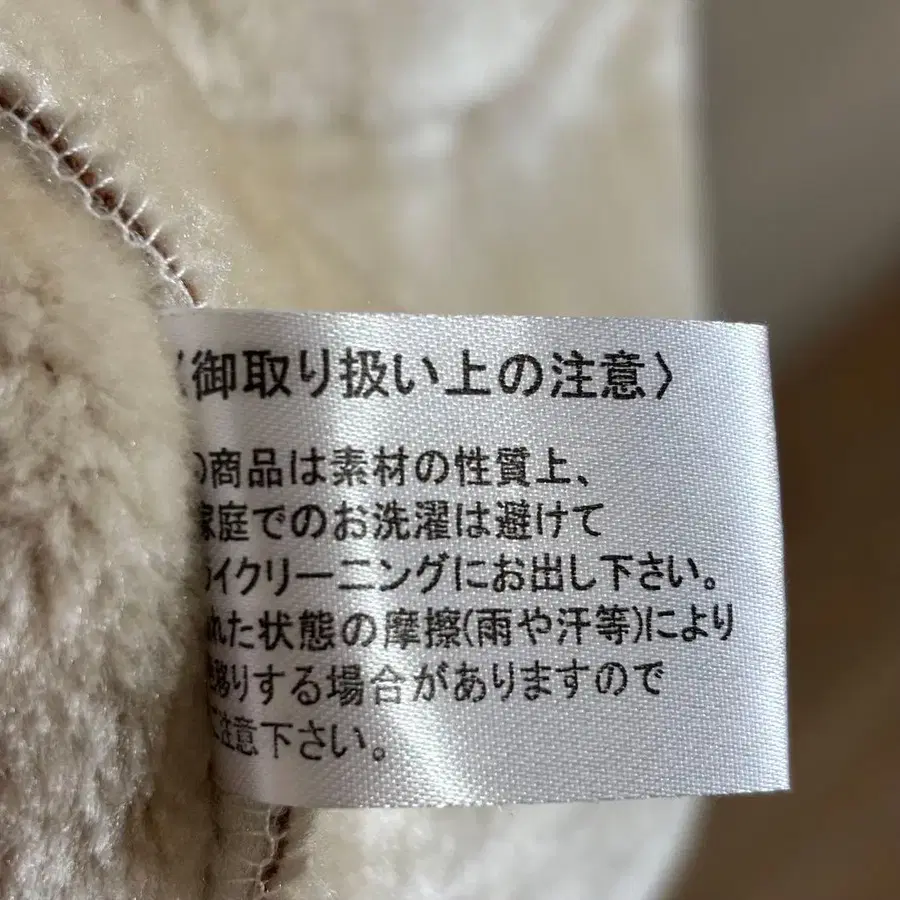 〈御取り扱い上の注意〉
の商品は素材の性質上、
家庭でのお洗濯は避けて
イクリーニングにお出し下さい。
れた状態の摩擦(雨や汗等)により
移りする場合がありますので
注意下さい。